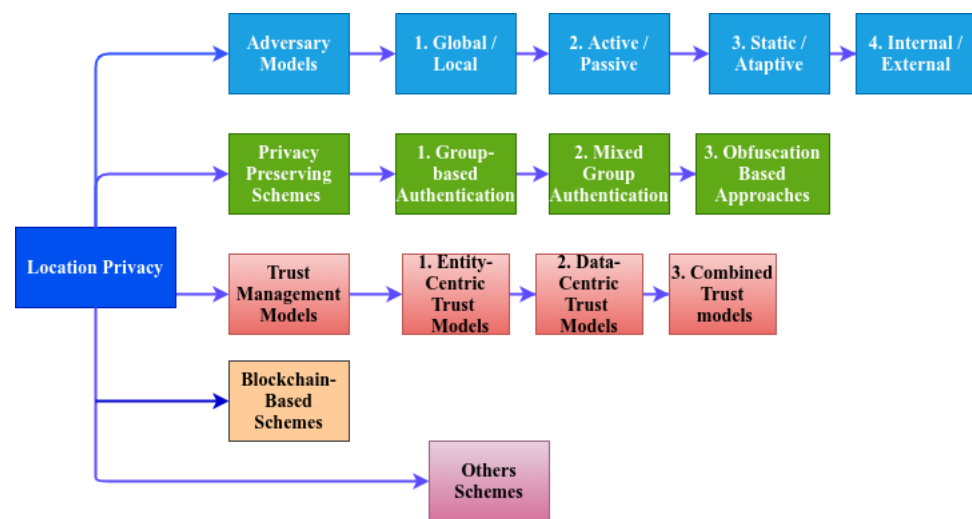 Adversary
Models
1. Global /
Local
2. Active /
Passive
3. Static /
Ataptive
4. Internal /
External
Privacy
Preserving
Schemes
1. Group-
based
Authentication
2. Mixed
Group
Authentication
3. Obfuscation
Based
Approaches
Location Privacy
Trust
Management
Models
1. Entity-
Centric
Trust
Models
2. Data-
Centric
Trust
Models
3. Combined
Trust
models
Blockchain-
Based
Schemes
Others
Schemes